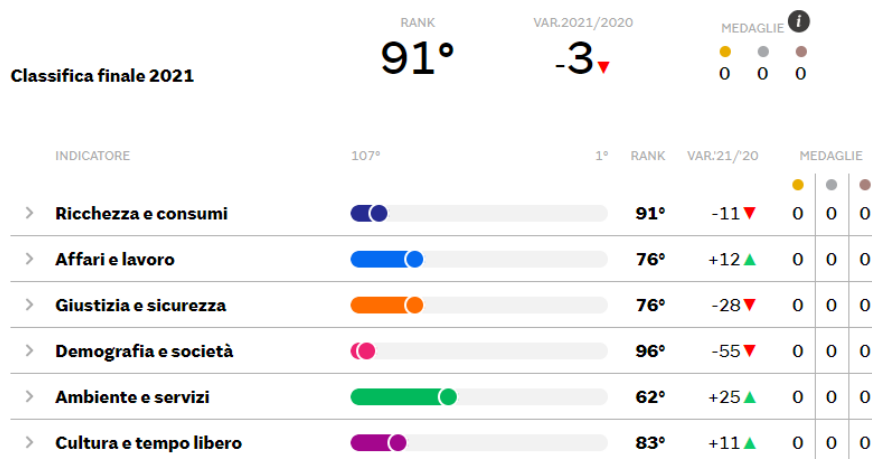 RANK VAR.2021/2020 MEDAGLIE i
Classifica finale 2021 91° -3 0 0 0
INDICATORE 107° 1° RANK VAR.'21/'20 MEDAGLIE
Ricchezza e consumi 91° -11 0 0 0
Affari e lavoro 76° +12 0 0 0
Giustizia e sicurezza 76° -28 0 0 0
Demografia e società 96° -55 0 0 0
Ambiente e servizi 62° +25 0 0 0
Cultura e tempo libero 83° +11 0 0 0